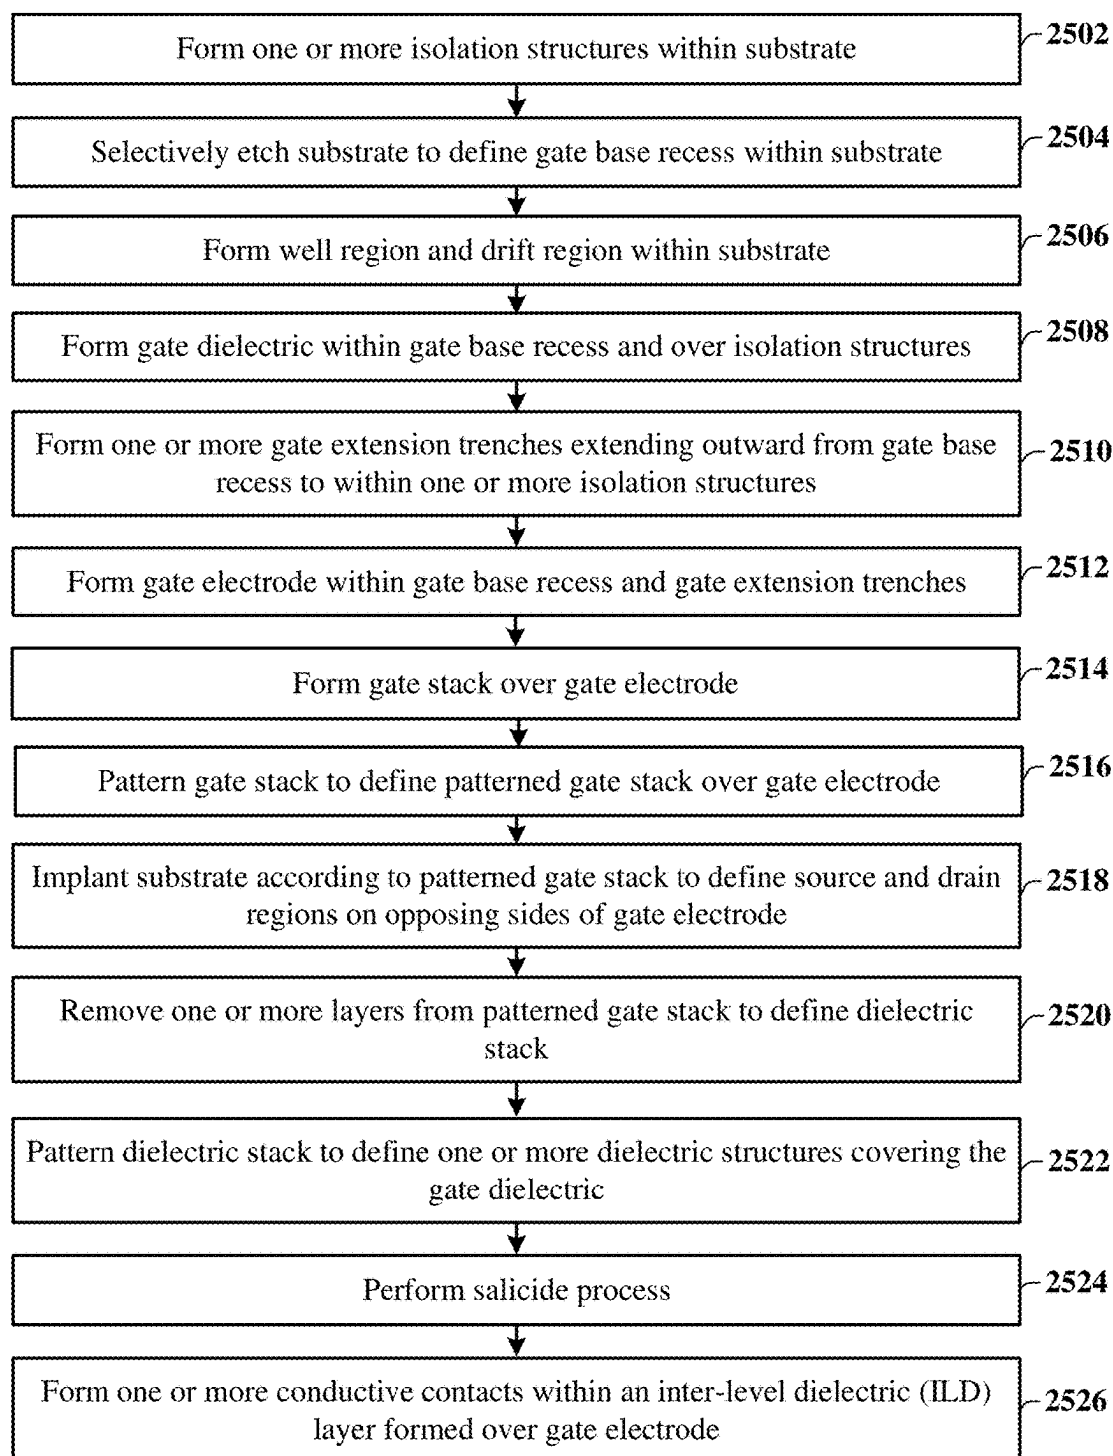 Form one or more isolation structures within substrate
2502
Selectively etch substrate to define gate base recess within substrate
2504
Form well region and drift region within substrate
2506
Form gate dielectric within gate base recess and over isolation structures
2508
Form one or more gate extension trenches extending outward from gate base
recess to within one or more isolation structures
2510
Form gate electrode within gate base recess and gate extension trenches
2512
Form gate stack over gate electrode
2514
Pattern gate stack to define patterned gate stack over gate electrode
2516
Implant substrate according to patterned gate stack to define source and drain
regions on opposing sides of gate electrode
2518
Remove one or more layers from patterned gate stack to define dielectric
stack
2520
Pattern dielectric stack to define one or more dielectric structures covering the
gate dielectric
2522
Perform salicide process
2524
Form one or more conductive contacts within an inter-level dielectric (ILD)
layer formed over gate electrode
2526